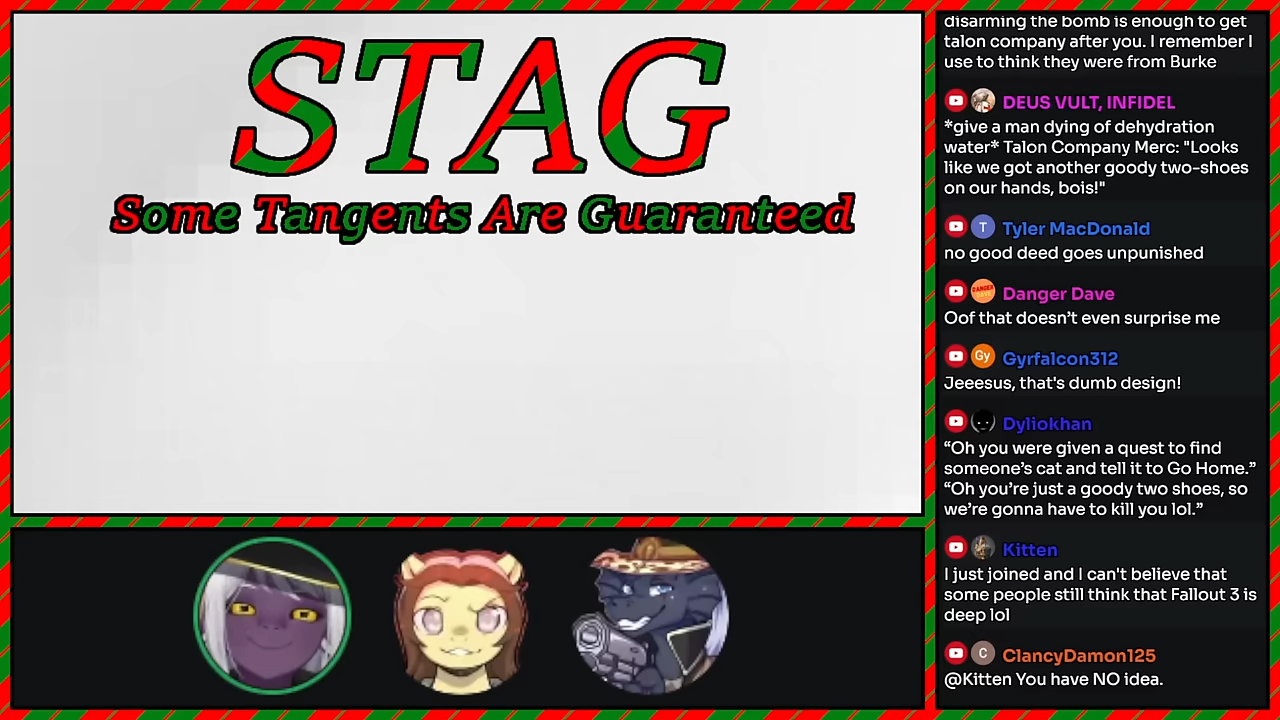 STAG
Some Tangents Are Guaranteed
disarming the bomb is enough to get
talon company after you. I remember I
use to think they were from Burke
DEUS VULT, INFIDEL
*give a man dying of dehydration
water* Talon Company Merc: "Looks
like we got another goody two-shoes
on our hands, bois!"
T Tyler MacDonald
no good deed goes unpunished
DANGER
DAVE
Danger Dave
Oof that doesn’t even surprise me
Gy Gyrfalcon312
Jeeesus, that's dumb design!
Dyliokhan
“Oh you were given a quest to find
someone’s cat and tell it to Go Home.”
“Oh you’re just a goody two shoes, so
we’re gonna have to kill you lol.”
Kitten
I just joined and I can't believe that
some people still think that Fallout 3 is
deep lol
C ClancyDamon125
@Kitten You have NO idea.